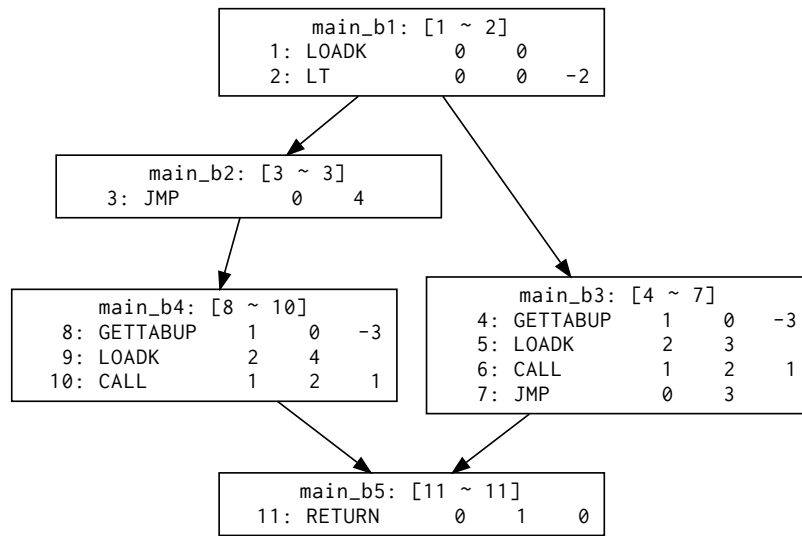 main_b1: [1 ~ 2]
1: LOADK 0 0
2: LT 0 0 -2
main_b2: [3 ~ 3]
3: JMP 0 4
main_b4: [8 ~ 10]
8: GETTABUP 1 0 -3
9: LOADK 2 4
10: CALL 1 2 1
main_b3: [4 ~ 7]
4: GETTABUP 1 0 -3
5: LOADK 2 3
6: CALL 1 2 1
7: JMP 0 3
main_b5: [11 ~ 11]
11: RETURN 0 1 0